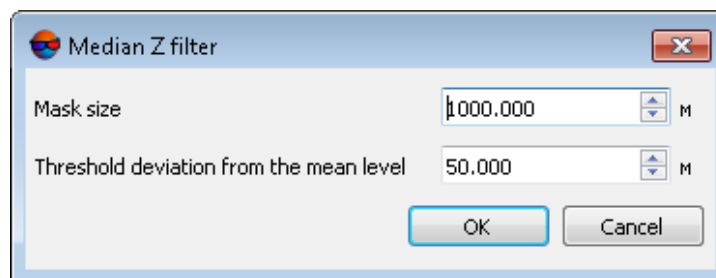 Median Z filter
Mask size 1000.000 м
Threshold deviation from the mean level 50.000 м
OK Cancel